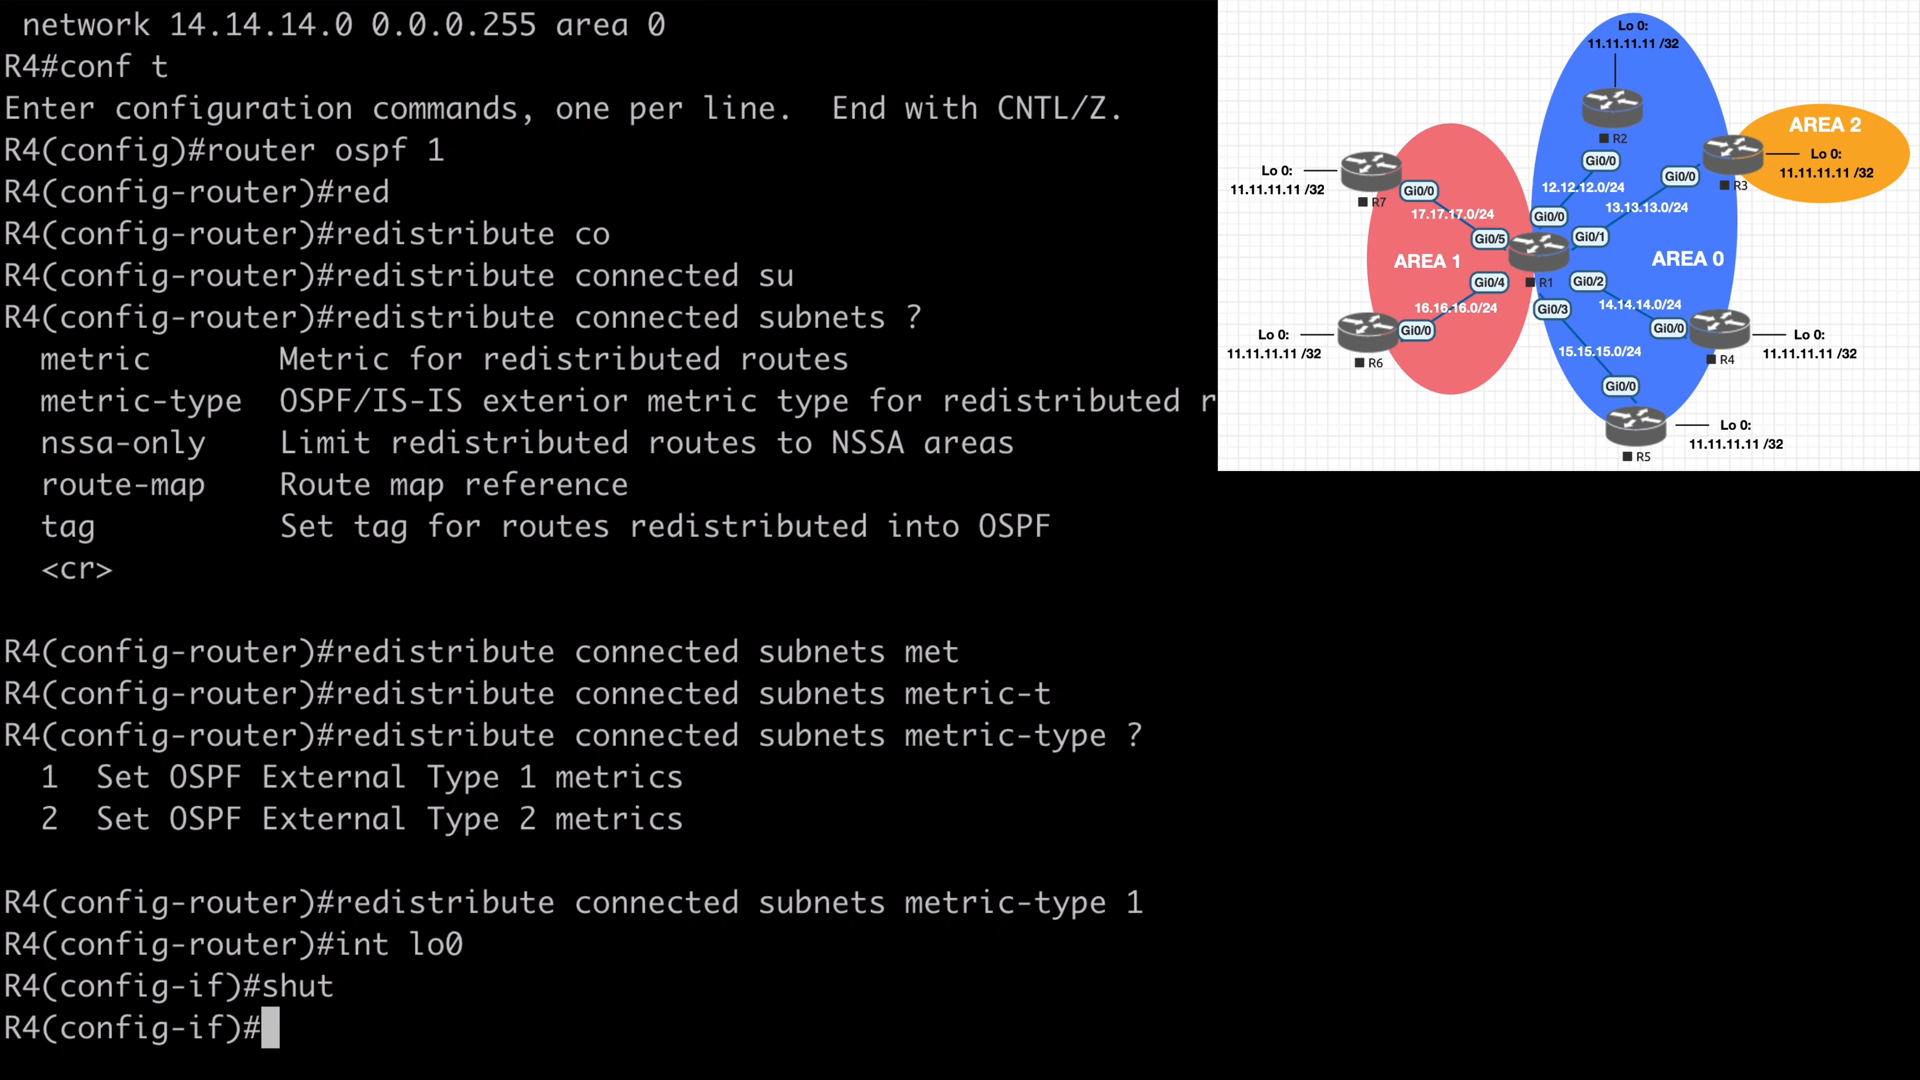 network 14.14.14.0 0.0.0.255 area 0
R4#conf t
Enter configuration commands, one per line.  End with CNTL/Z.
R4(config)#router ospf 1
R4(config-router)#red
R4(config-router)#redistribute co
R4(config-router)#redistribute connected su
R4(config-router)#redistribute connected subnets ?
  metric       Metric for redistributed routes
  metric-type  OSPF/IS-IS exterior metric type for redistributed r
  nssa-only    Limit redistributed routes to NSSA areas
  route-map    Route map reference
  tag          Set tag for routes redistributed into OSPF
  <cr>
R4(config-router)#redistribute connected subnets met
R4(config-router)#redistribute connected subnets metric-t
R4(config-router)#redistribute connected subnets metric-type ?
  1  Set OSPF External Type 1 metrics
  2  Set OSPF External Type 2 metrics
R4(config-router)#redistribute connected subnets metric-type 1
R4(config-router)#int lo0
R4(config-if)#shut
R4(config-if)#
Lo 0:
11.11.11.11 /32
R2
Gi0/0
12.12.12.0/24
Gi0/0
AREA 2
Lo 0:
11.11.11.11 /32
R3
Gi0/0
13.13.13.0/24
Gi0/1
Lo 0:
11.11.11.11 /32
R7
Gi0/0
17.17.17.0/24
Gi0/5
AREA 1
AREA 0
R1
Gi0/4
16.16.16.0/24
Gi0/0
Lo 0:
11.11.11.11 /32
R6
Gi0/2
14.14.14.0/24
Gi0/0
Lo 0:
11.11.11.11 /32
R4
Gi0/3
15.15.15.0/24
Gi0/0
Lo 0:
11.11.11.11 /32
R5